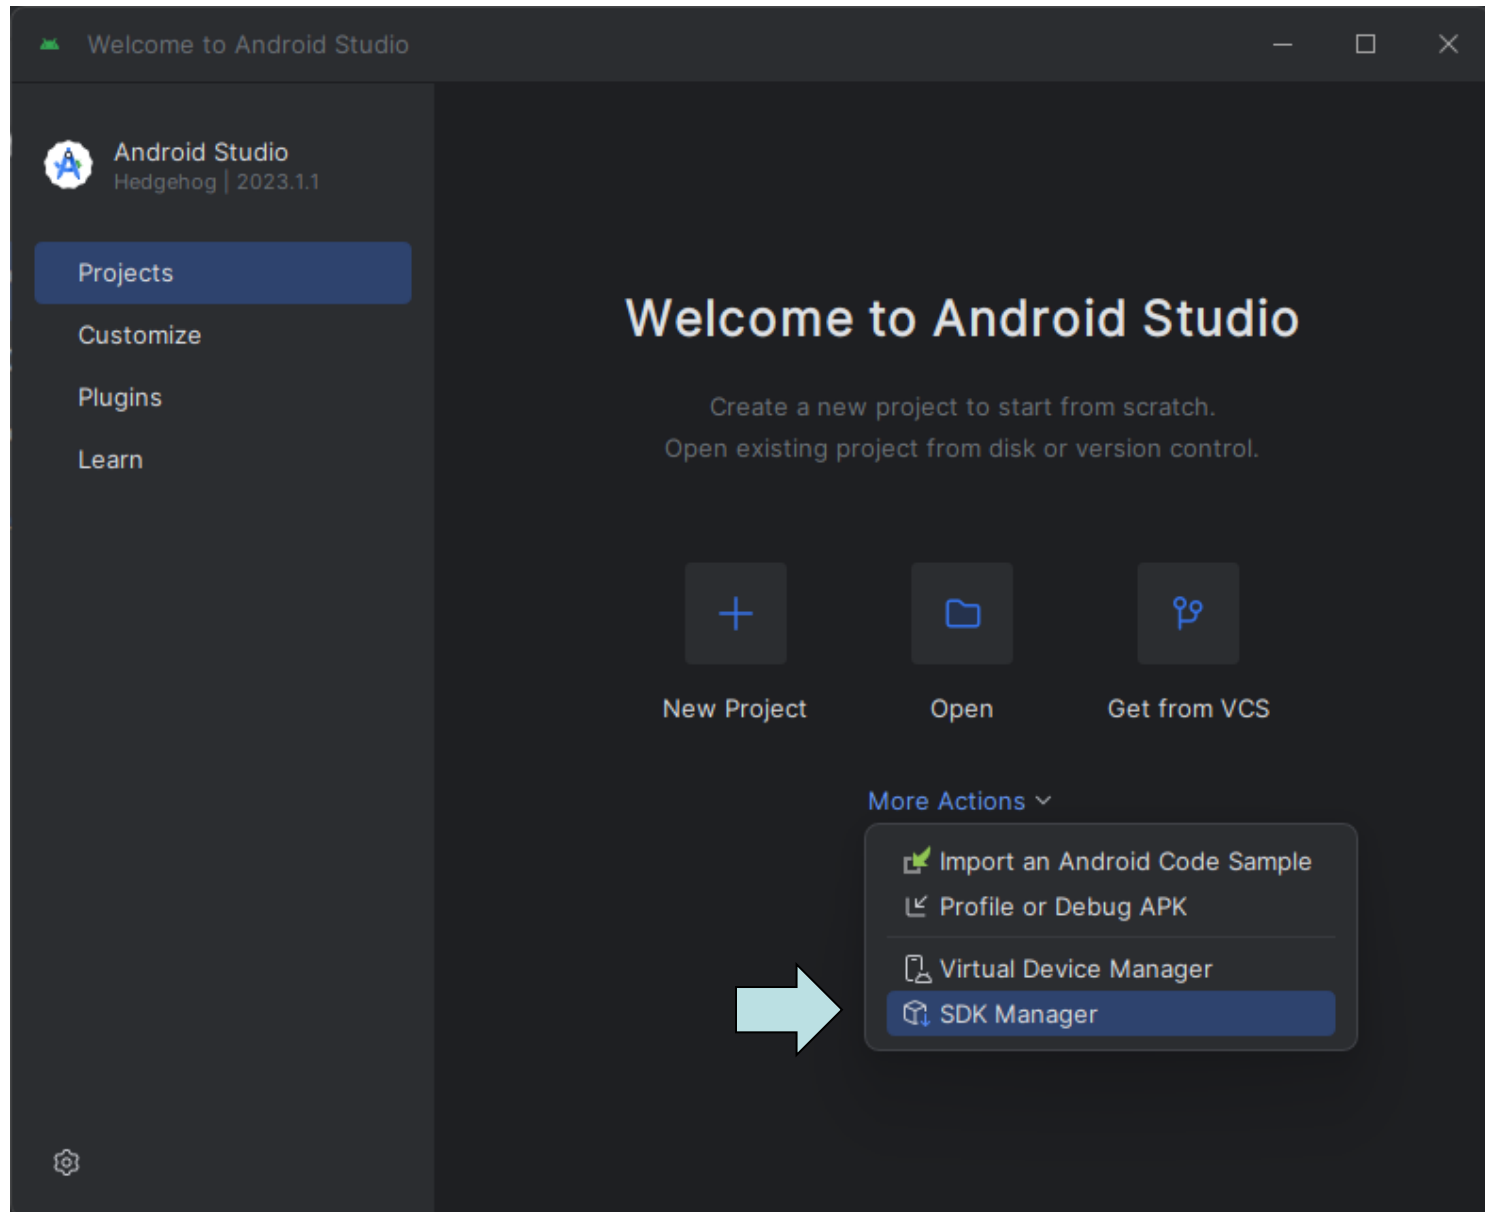 Welcome to Android Studio
Android Studio
Hedgehog | 2023.1.1
Projects
Customize
Plugins
Learn
Welcome to Android Studio
Create a new project to start from scratch.
Open existing project from disk or version control.
New Project
Open
Get from VCS
More Actions
Import an Android Code Sample
Profile or Debug APK
Virtual Device Manager
SDK Manager